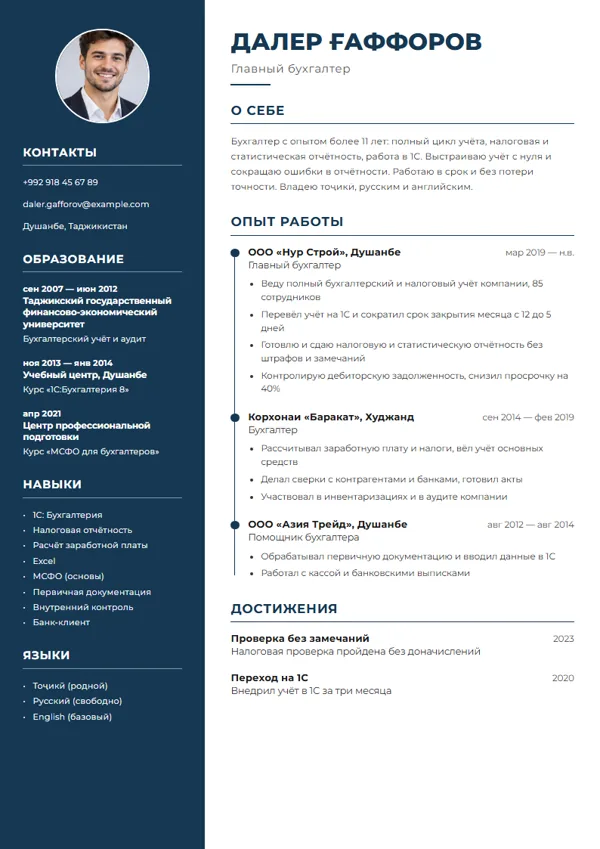 ДАЛЕР ҒАФФОРОВ
Главный бухгалтер
КОНТАКТЫ
+992 918 45 67 89
daler.gafforov@example.com
Душанбе, Таджикистан
ОБРАЗОВАНИЕ
сен 2007 — июн 2012
Таджикский государственный
финансово-экономический
университет
Бухгалтерский учёт и аудит
ноя 2013 — янв 2014
Учебный центр, Душанбе
Курс «1С:Бухгалтерия 8»
апр 2021
Центр профессиональной
подготовки
Курс «МСФО для бухгалтеров»
НАВЫКИ
• 1С: Бухгалтерия
• Налоговая отчётность
• Расчёт заработной платы
• Excel
• МСФО (основы)
• Первичная документация
• Внутренний контроль
• Банк-клиент
ЯЗЫКИ
• Тоҷикӣ (родной)
• Русский (свободно)
• English (базовый)
О СЕБЕ
Бухгалтер с опытом более 11 лет: полный цикл учёта, налоговая и
статистическая отчётность, работа в 1С. Выстраиваю учёт с нуля и
сокращаю ошибки в отчётности. Работаю в срок и без потери
точности. Владею тоҷики, русским и английским.
ОПЫТ РАБОТЫ
ООО «Нур Строй», Душанбе мар 2019 — н.в.
Главный бухгалтер
• Веду полный бухгалтерский и налоговый учёт компании, 85
сотрудников
• Перевёл учёт на 1С и сократил срок закрытия месяца с 12 до 5
дней
• Готовлю и сдаю налоговую и статистическую отчётность без
штрафов и замечаний
• Контролирую дебиторскую задолженность, снизил просрочку на
40%
Корхонаи «Баракат», Худжанд сен 2014 — фев 2019
Бухгалтер
• Рассчитывал заработную плату и налоги, вёл учёт основных
средств
• Делал сверки с контрагентами и банками, готовил акты
• Участвовал в инвентаризациях и в аудите компании
ООО «Азия Трейд», Душанбе авг 2012 — авг 2014
Помощник бухгалтера
• Обрабатывал первичную документацию и вводил данные в 1С
• Работал с кассой и банковскими выписками
ДОСТИЖЕНИЯ
Проверка без замечаний 2023
Налоговая проверка пройдена без доначислений
Переход на 1С 2020
Внедрил учёт в 1С за три месяца